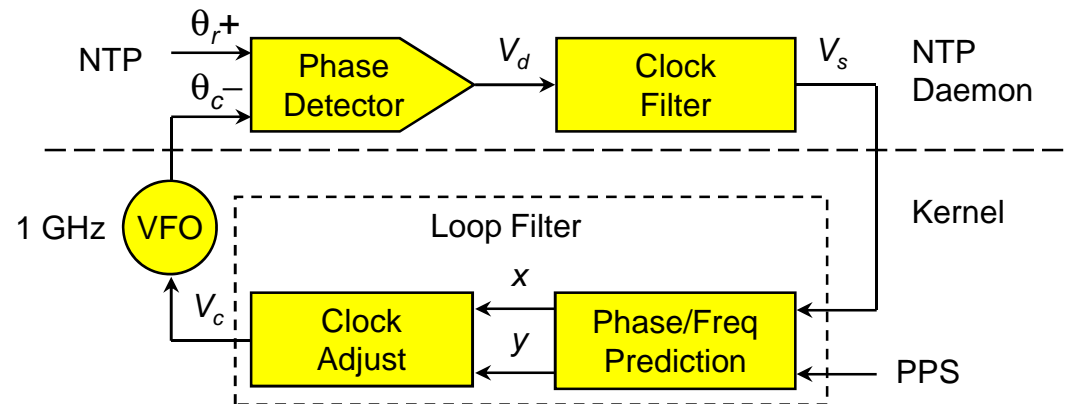 θr+
NTP
θc−
Phase
Detector
Vd
Clock
Filter
Vs
NTP
Daemon
1 GHz
VFO
Vc
Loop Filter
Kernel
Clock
Adjust
x
y
Phase/Freq
Prediction
PPS